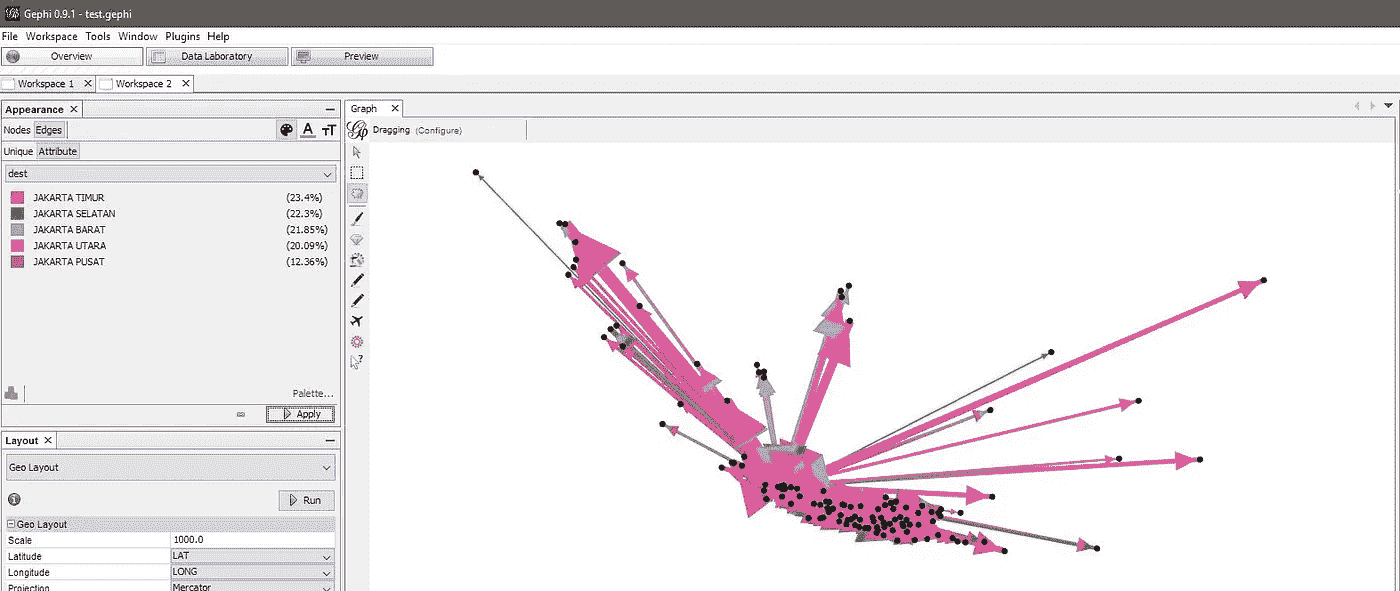 Gephi 0.9.1 - test.gephi
File Workspace Tools Window Plugins Help
Overview Data Laboratory Preview
Workspace 1 Workspace 2
Appearance
Graph
Nodes Edges
Dragging (Configure)
Unique Attribute
dest
JAKARTA TIMUR (23.4%)
JAKARTA SELATAN (22.3%)
JAKARTA BARAT (21.85%)
JAKARTA UTARA (20.09%)
JAKARTA PUSAT (12.36%)
Palette...
Apply
Layout
Geo Layout
Run
Geo Layout
Scale 1000.0
Latitude LAT
Longitude LONG
Projection Mercator